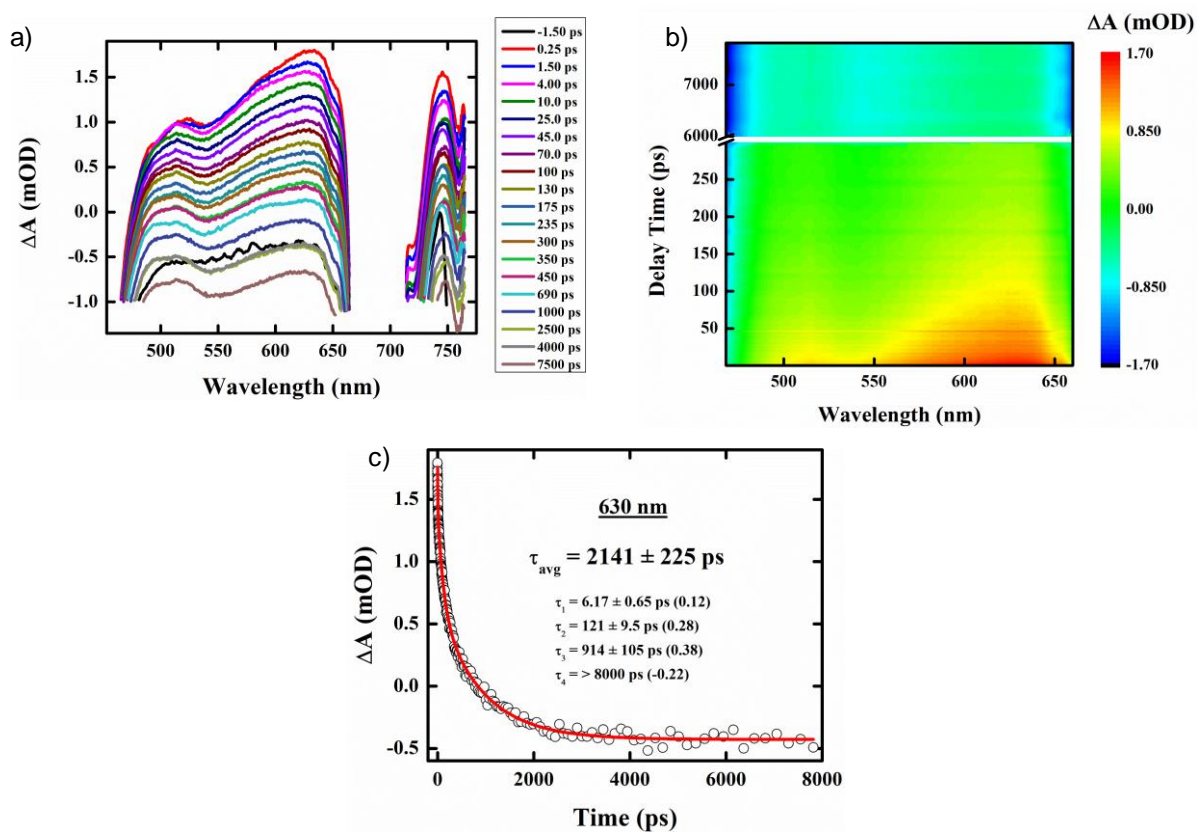 a)
ΔA (mOD)
1.5
1.0
0.5
0.0
-0.5
-1.0
500 550 600 650 700 750
Wavelength (nm)
-1.50 ps
0.25 ps
1.50 ps
4.00 ps
10.0 ps
25.0 ps
45.0 ps
70.0 ps
100 ps
130 ps
175 ps
235 ps
300 ps
350 ps
450 ps
690 ps
1000 ps
2500 ps
4000 ps
7500 ps
b)
Delay Time (ps)
7000
6000
250
200
150
100
50
500 550 600 650
Wavelength (nm)
ΔA (mOD)
1.70
0.850
0.00
-0.850
-1.70
c)
ΔA (mOD)
1.5
1.0
0.5
0.0
-0.5
630 nm
τavg = 2141 ± 225 ps
τ1 = 6.17 ± 0.65 ps (0.12)
τ2 = 121 ± 9.5 ps (0.28)
τ3 = 914 ± 105 ps (0.38)
τ4 = > 8000 ps (-0.22)
0 2000 4000 6000 8000
Time (ps)